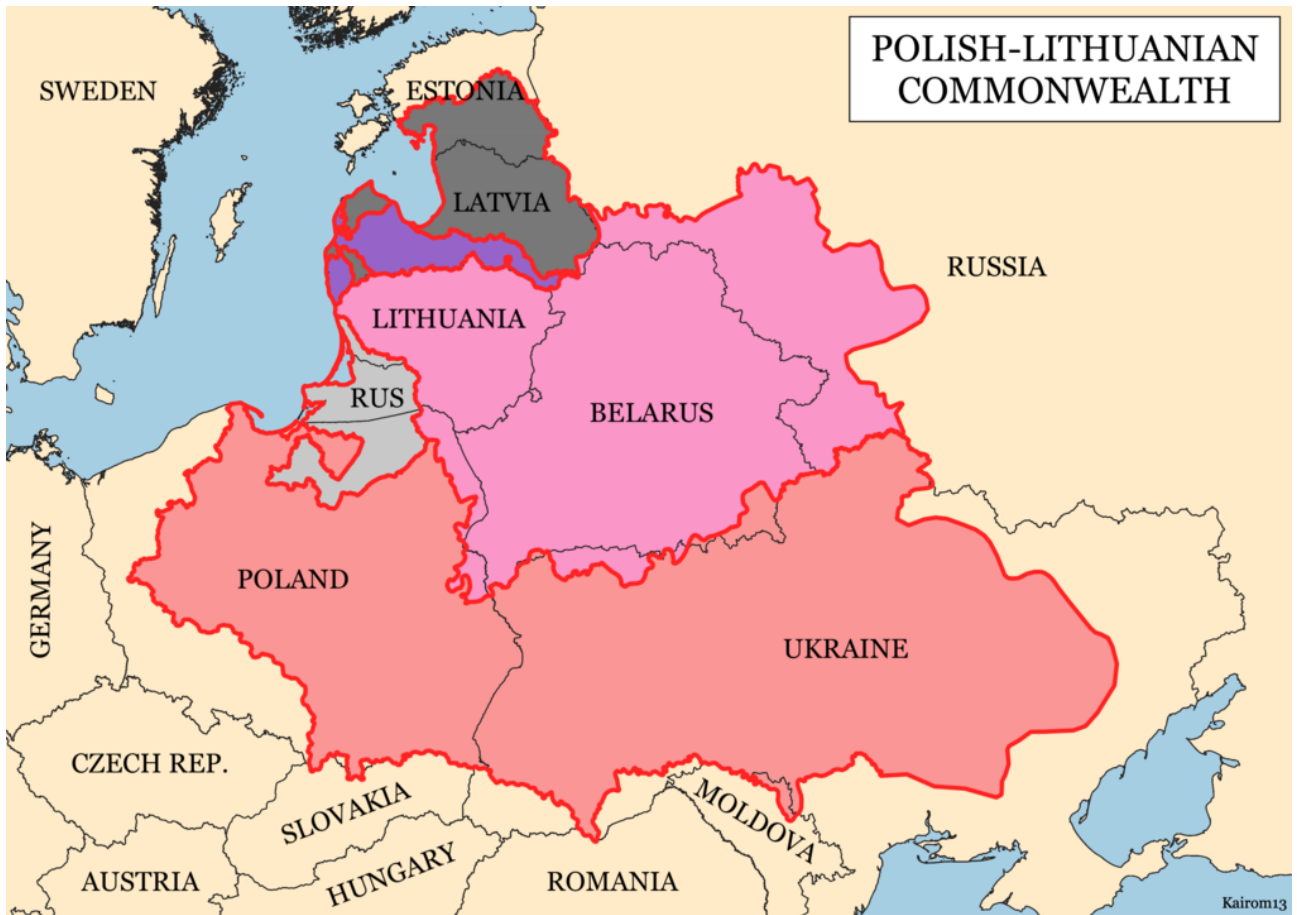 POLISH-LITHUANIAN
COMMONWEALTH
SWEDEN
ESTONIA
LATVIA
RUSSIA
LITHUANIA
RUS
BELARUS
GERMANY
POLAND
UKRAINE
CZECH REP.
SLOVAKIA
MOLDOVA
AUSTRIA
HUNGARY
ROMANIA
Kairom13